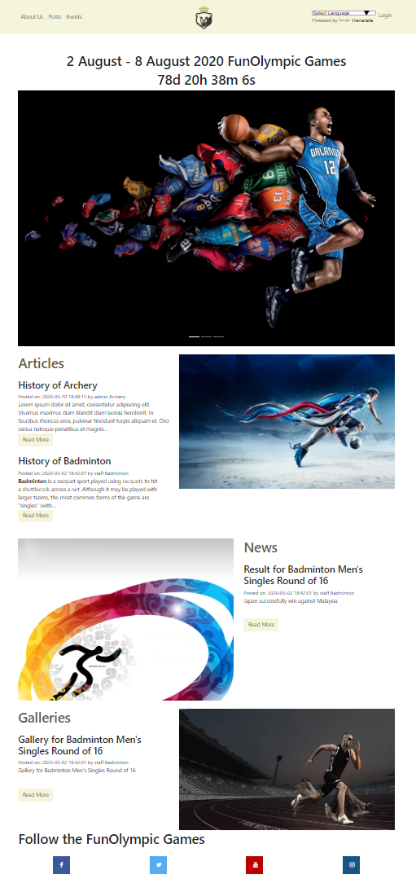 About Us Posts Events
Select Language
Powered by Google Translate
Login
2 August - 8 August 2020 FunOlympic Games
78d 20h 38m 6s
ORLANDO
12
Articles
History of Archery
Posted on: 2020-05-10 18:48:15 by admin Archery
Lorem ipsum dolor sit amet, consectetur adipiscing elit.
Vivamus maximus diam blandit diam lacinia hendrerit. In
faucibus rhoncus eros, pulvinar tincidunt turpis aliquam et. Orci
varius natoque penatibus et magnis...
Read More
History of Badminton
Posted on: 2020-05-02 18:42:01 by staff Badminton
Badminton is a racquet sport played using racquets to hit
a shuttlecock across a net. Although it may be played with
larger teams, the most common forms of the game are
"singles" (with...
Read More
News
Result for Badminton Men's
Singles Round of 16
Posted on: 2020-05-02 18:42:01 by staff Badminton
Japan successfully win against Malaysia.
Read More
Galleries
Gallery for Badminton Men's
Singles Round of 16
Posted on: 2020-05-02 18:42:01 by staff Badminton
Gallery for Badminton Men's Singles Round of 16
Read More
Follow the FunOlympic Games